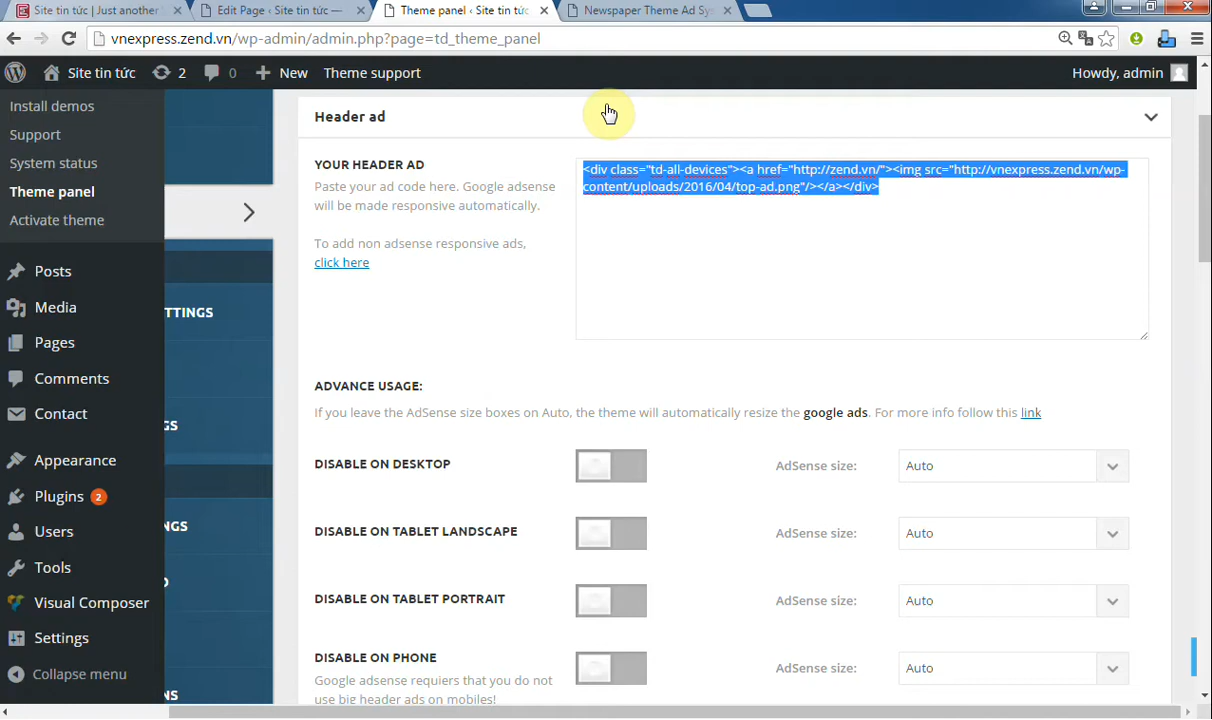 Site tin tức | Just another
Edit Page ‹ Site tin tức —
Theme panel ‹ Site tin tức
Newspaper Theme Ad Sys
vnexpress.zend.vn/wp-admin/admin.php?page=td_theme_panel
Site tin tức
2
0
New
Theme support
Howdy, admin
Install demos
Support
System status
Theme panel
Activate theme
Posts
Media
Pages
Comments
Contact
Appearance
Plugins 2
Users
Tools
Visual Composer
Settings
Collapse menu
TTINGS
GS
NGS
O
NS
Header ad
YOUR HEADER AD
Paste your ad code here. Google adsense
will be made responsive automatically.
To add non adsense responsive ads,
click here
<div class="td-all-devices"><a href="http://zend.vn/"><img src="http://vnexpress.zend.vn/wp-
content/uploads/2016/04/top-ad.png"/></a></div>
ADVANCE USAGE:
If you leave the AdSense size boxes on Auto, the theme will automatically resize the google ads. For more info follow this link
DISABLE ON DESKTOP
AdSense size:
Auto
DISABLE ON TABLET LANDSCAPE
AdSense size:
Auto
DISABLE ON TABLET PORTRAIT
AdSense size:
Auto
DISABLE ON PHONE
AdSense size:
Auto
Google adsense requiers that you do not
use big header ads on mobiles!